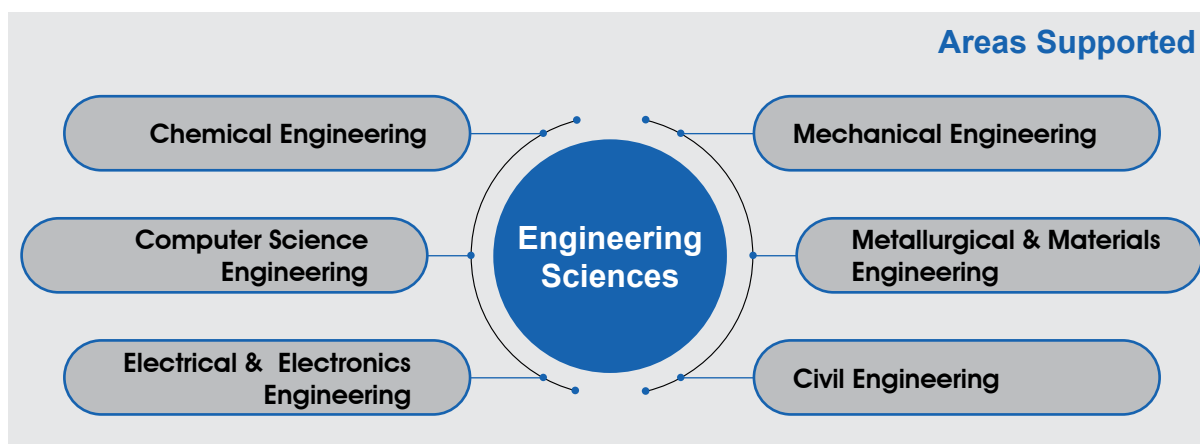 Areas Supported
Chemical Engineering
Mechanical Engineering
Computer Science
Engineering
Engineering
Sciences
Metallurgical & Materials
Engineering
Electrical & Electronics
Engineering
Civil Engineering